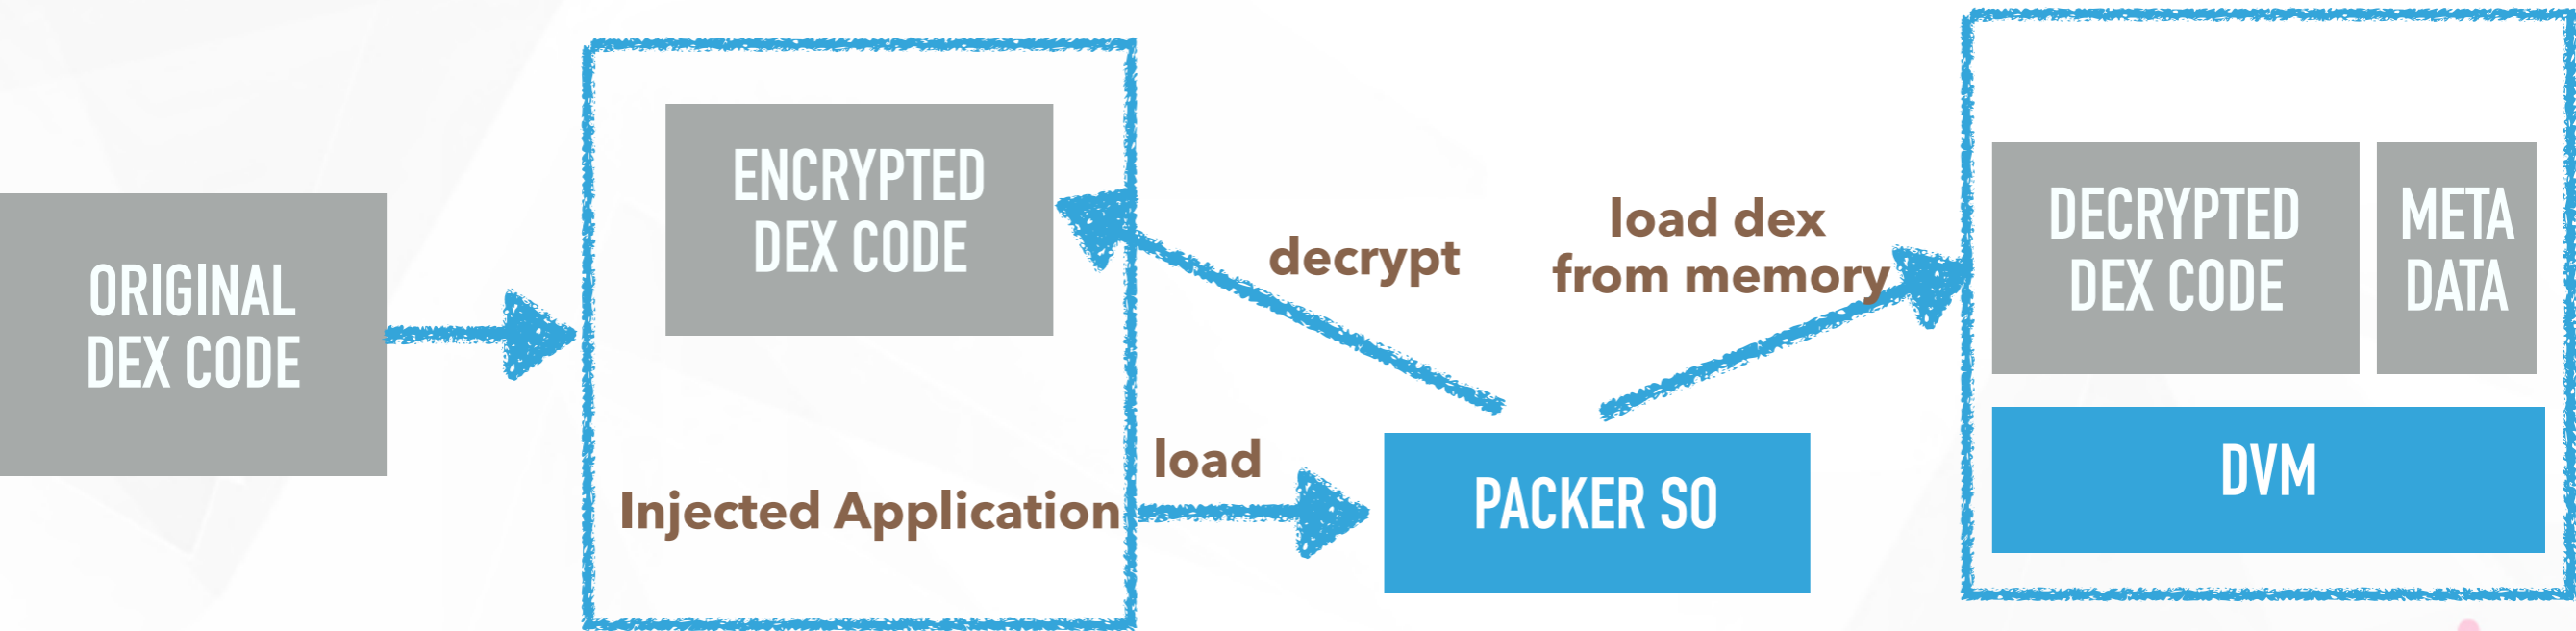 ORIGINAL
DEX CODE
ENCRYPTED
DEX CODE
Injected Application
load
decrypt
PACKER SO
load dex
from memory
DECRYPTED
DEX CODE
META
DATA
DVM